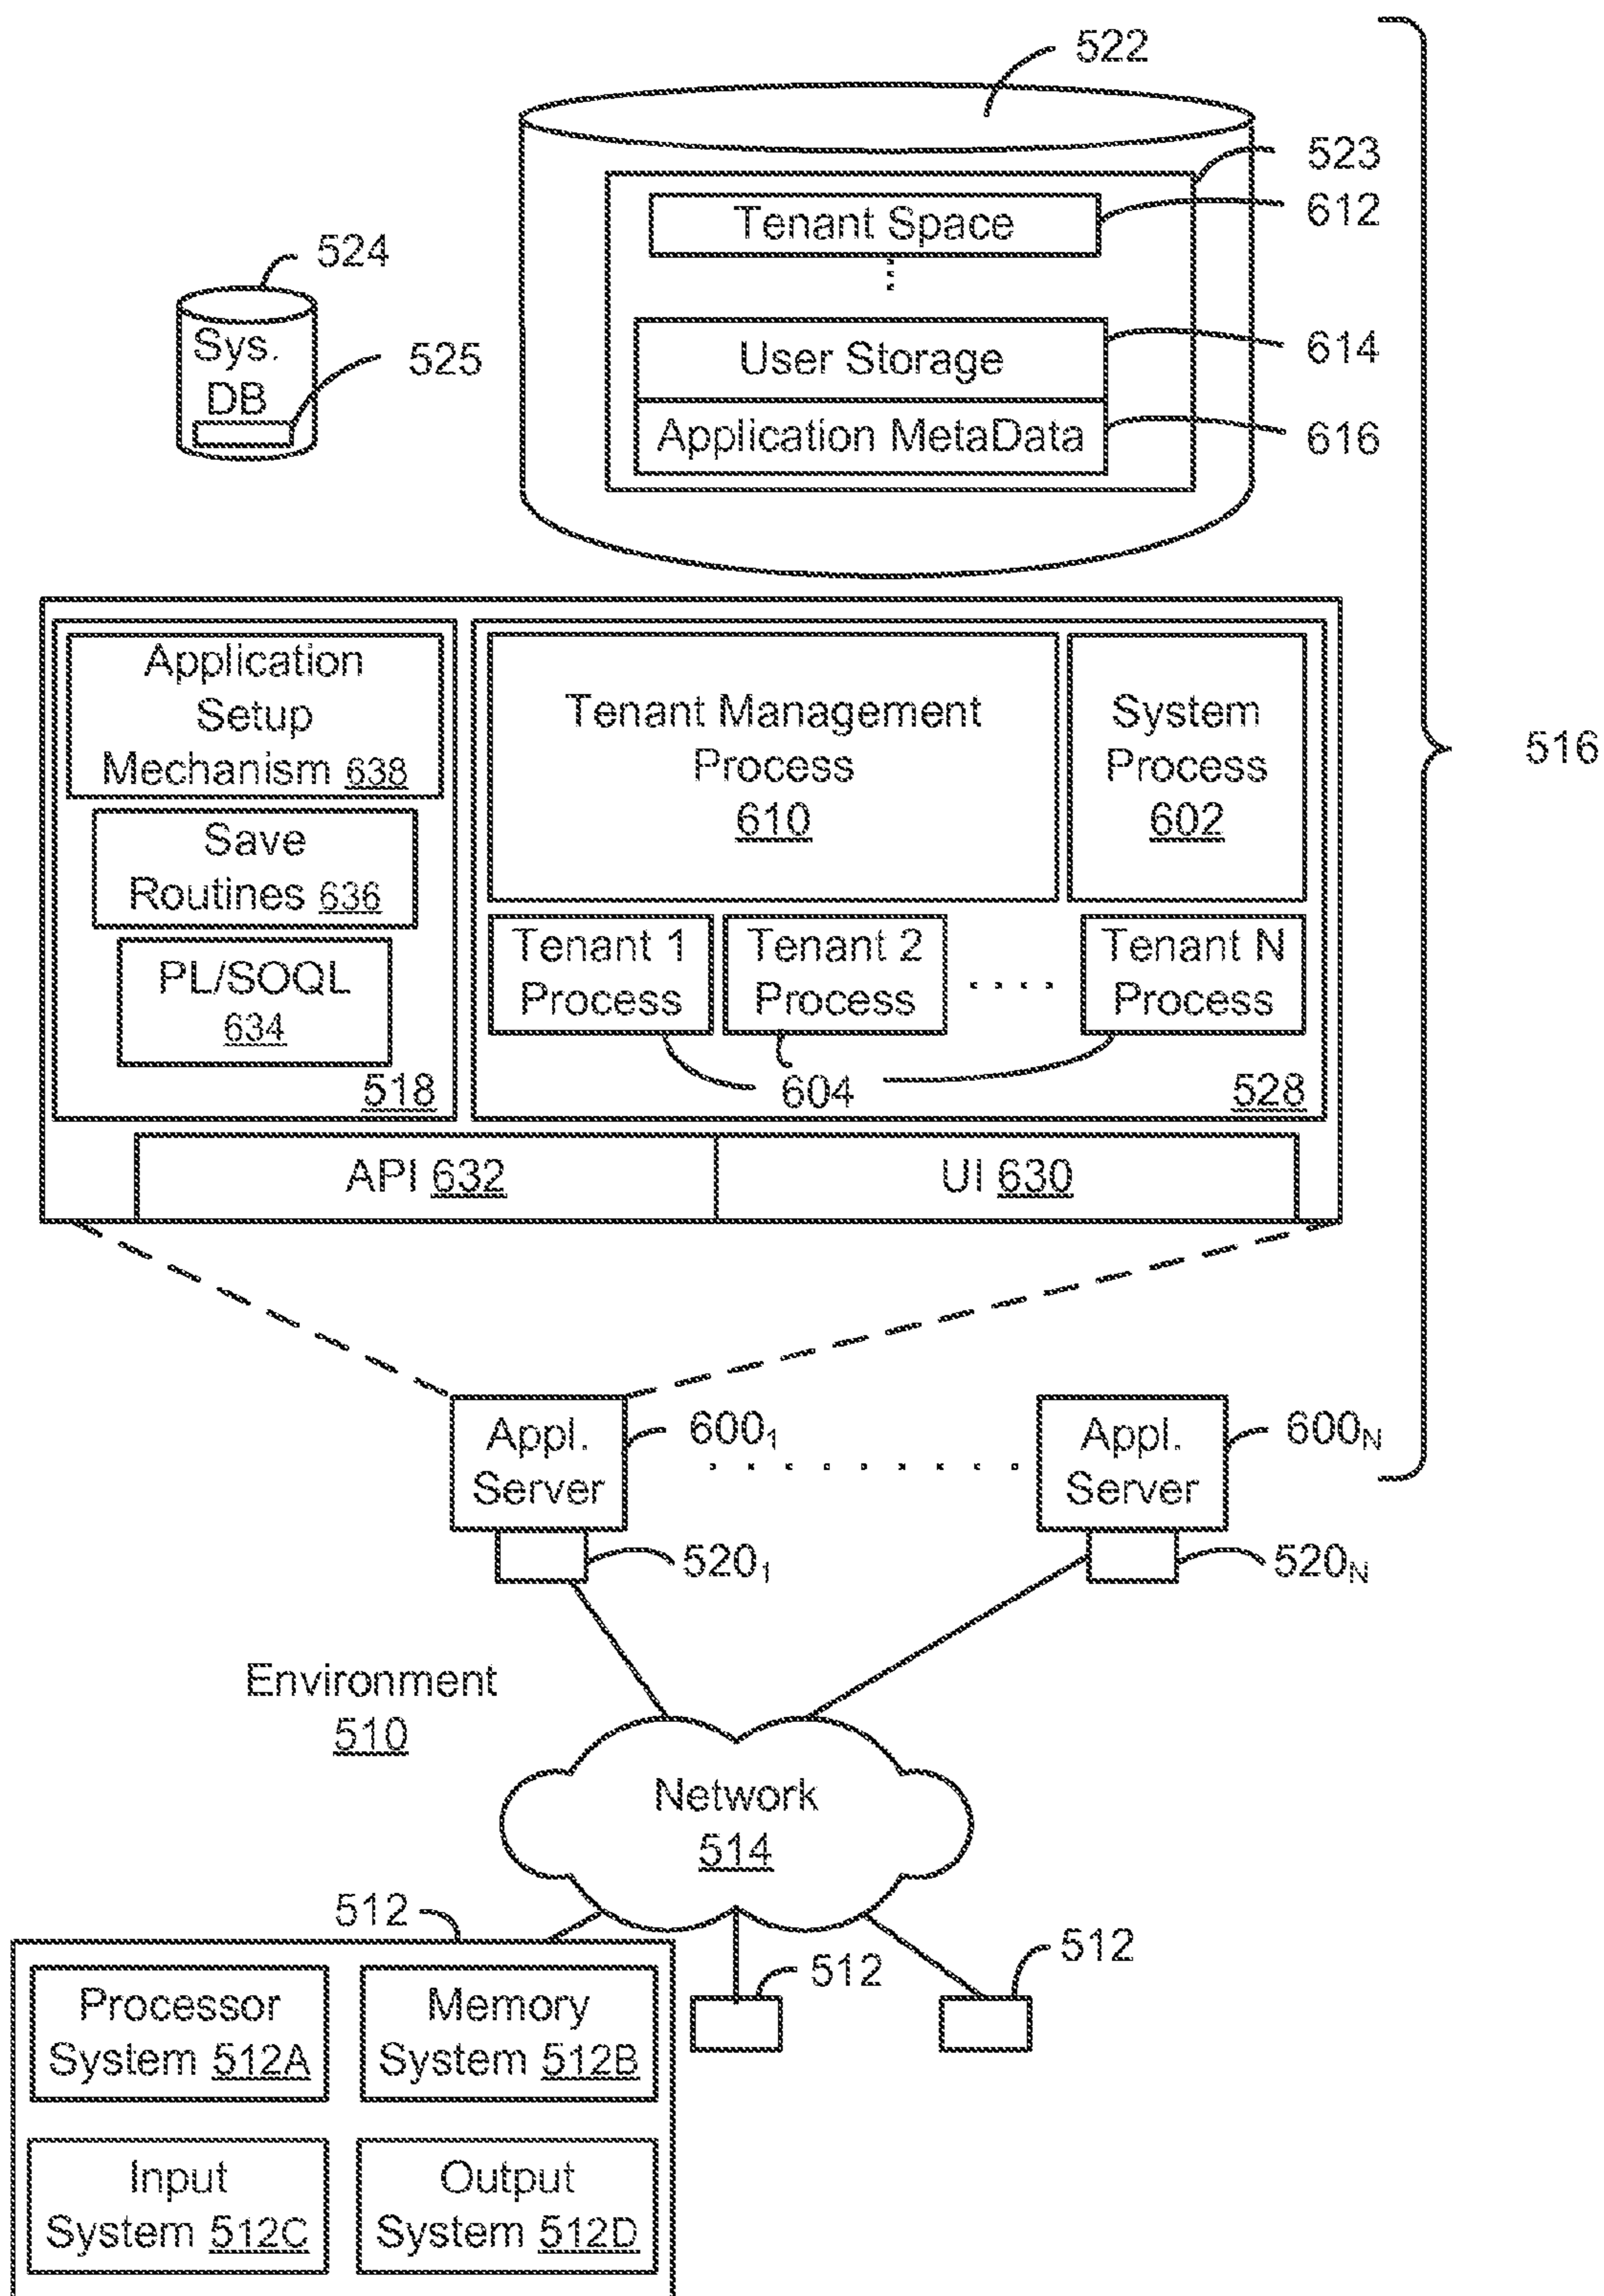 522
523
Tenant Space
612
524
Sys.
DB
525
User Storage
614
Application MetaData
616
516
Application
Setup
Mechanism 638
Save
Routines 636
PL/SOQL
634
518
Tenant Management
Process
610
System
Process
602
Tenant 1
Process
Tenant 2
Process
Tenant N
Process
604
528
API 632
UI 630
Appl.
Server
600₁
Appl.
Server
600N
520₁
520N
Environment
510
Network
514
512
512
512
Processor
System 512A
Memory
System 512B
Input
System 512C
Output
System 512D